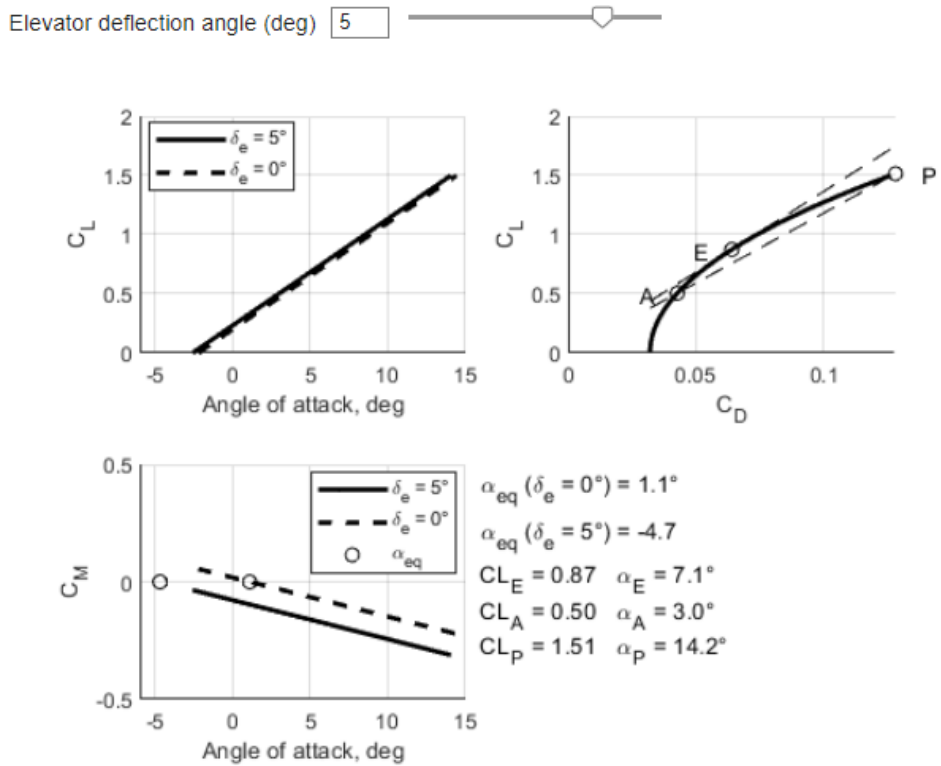 Elevator deflection angle (deg) 5
2
1.5
1
0.5
0
C_L
δ_e = 5°
δ_e = 0°
-5 0 5 10 15
Angle of attack, deg
2
1.5
1
0.5
0
C_L
P
E
A
0 0.05 0.1
C_D
0.5
0
-0.5
C_M
δ_e = 5°
δ_e = 0°
α_eq
-5 0 5 10 15
Angle of attack, deg
α_eq (δ_e = 0°) = 1.1°
α_eq (δ_e = 5°) = -4.7
CL_E = 0.87 α_E = 7.1°
CL_A = 0.50 α_A = 3.0°
CL_P = 1.51 α_P = 14.2°